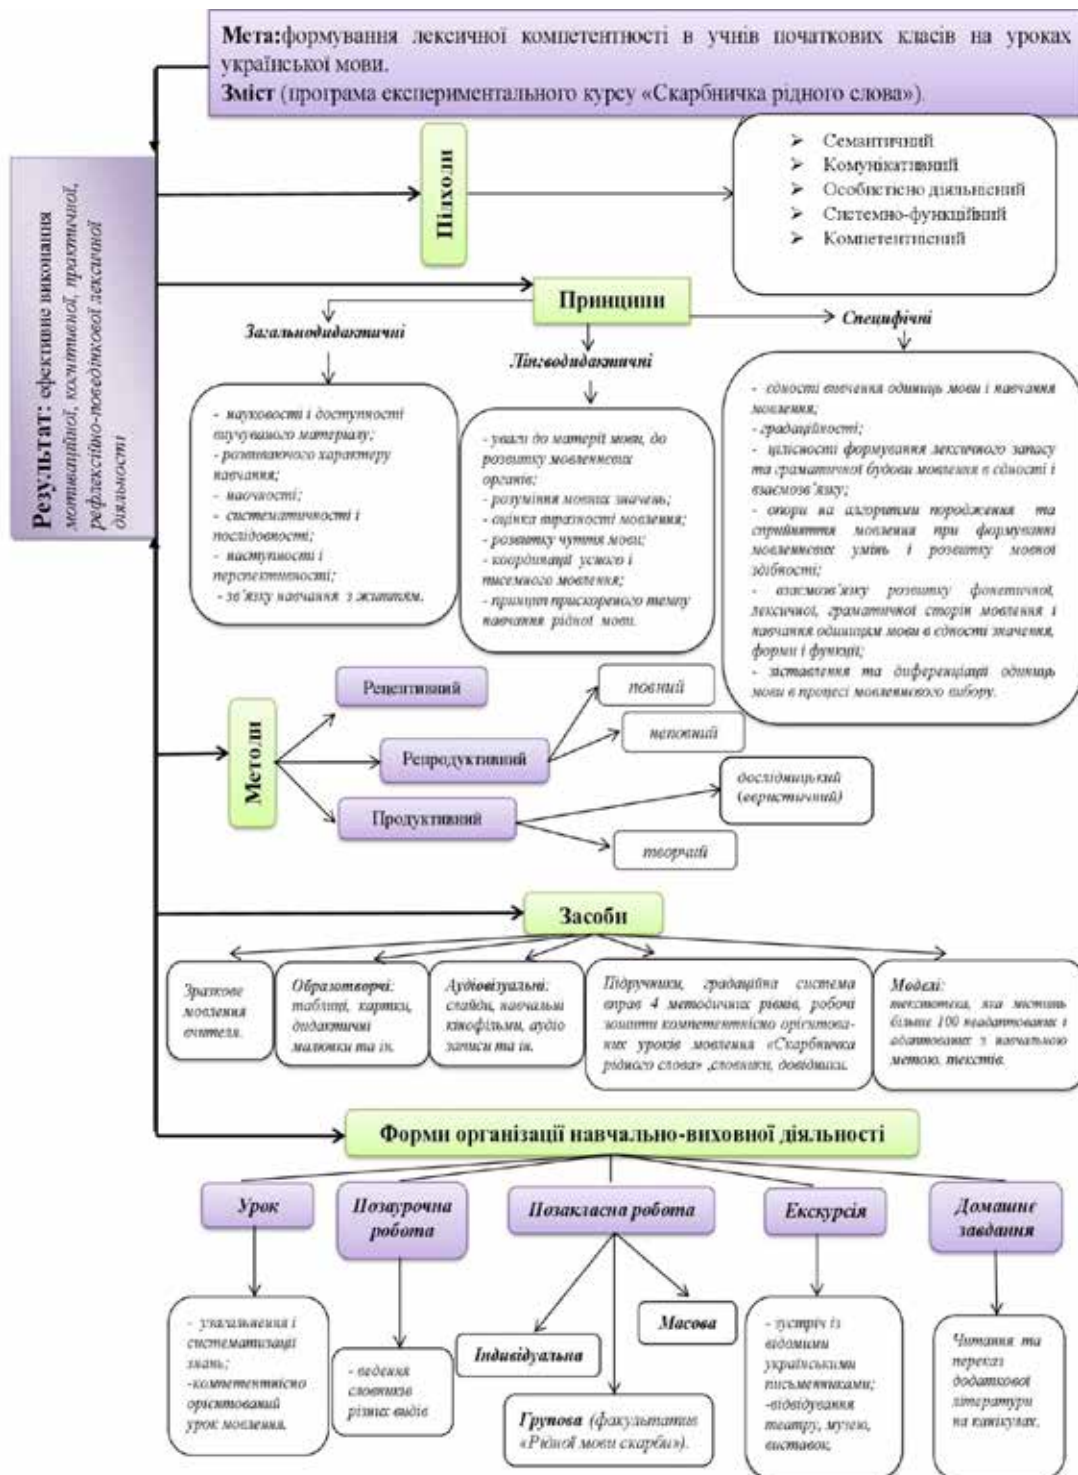 Мета:формування лексичної компетентності в учнів початкових класів на уроках
української мови.
Зміст (програма експериментального курсу «Скарбничка рідного слова»).
Результат: ефективне виконання
мотиваційної, когнітивної, практичної,
рефлексійно-поведінкової лексичної
діяльності
Підходи
Семантичний
Комунікативний
Особистісно діяльнісний
Системно-функційний
Компетентнісний
Принципи
Загальнодидактичні
Лінгводидактичні
Специфічні
- науковості і доступності
вивчуваного матеріалу;
- розвиваючого характеру
навчання;
- наочності;
- систематичності і
послідовності;
- наступності і
перспективності;
- зв’язку навчання з життям.
- уваги до матерії мови, до
розвитку мовленнєвих
органів;
- розуміння мовних значень;
- оцінка виразності мовлення;
- розвитку чуття мови;
- координації усного і
писемного мовлення;
- принцип прискореного темпу
навчання рідної мови.
- єдності вивчення одиниць мови і навчання
мовлення;
- градаційності;
- цілісності формування лексичного запасу
та граматичної будови мовлення в єдності і
взаємозв’язку;
- опори на алгоритми породження та
сприйняття мовлення при формуванні
мовленнєвих умінь і розвитку мовної
здібності;
- взаємозв’язку розвитку фонетичної,
лексичної, граматичної сторін мовлення і
навчання одиницям мови в єдності значення,
форми і функції;
- зіставлення та диференціації одиниць
мови в процесі мовленнєвого вибору.
Методи
Рецептивний
Репродуктивний
Продуктивний
повний
неповний
дослідницький
(евристичний)
творчий
Засоби
Зразкове
мовлення
вчителя.
Образотворчі:
таблиці, картки,
дидактичні
малюнки та ін.
Аудіовізуальні:
слайди, навчальні
кінофільми, аудіо
записи та ін.
Підручники, градаційна система
вправ 4 методичних рівнів, робочі
зошити компетентнісно орієнтова-
них уроків мовлення «Скарбничка
рідного слова» ,словники, довідники.
Моделі:
текстотека, яка містить
більше 100 неадаптованих і
адаптованих з навчальною
метою. текстів.
Форми організації навчально-виховної діяльності
Урок
Позаурочна
робота
Позакласна робота
Екскурсія
Домашнє
завдання
- узагальнення і
систематизації
знань;
-компетентнісно
орієнтований
урок мовлення.
- ведення
словників
різних видів
Індивідуальна
Масова
Групова (факультатив
«Рідної мови скарби»).
- зустріч із
відомими
українськими
письменниками;
-відвідування
театру, музею,
виставок.
Читання та
переказ
додаткової
літератури
на канікулах.